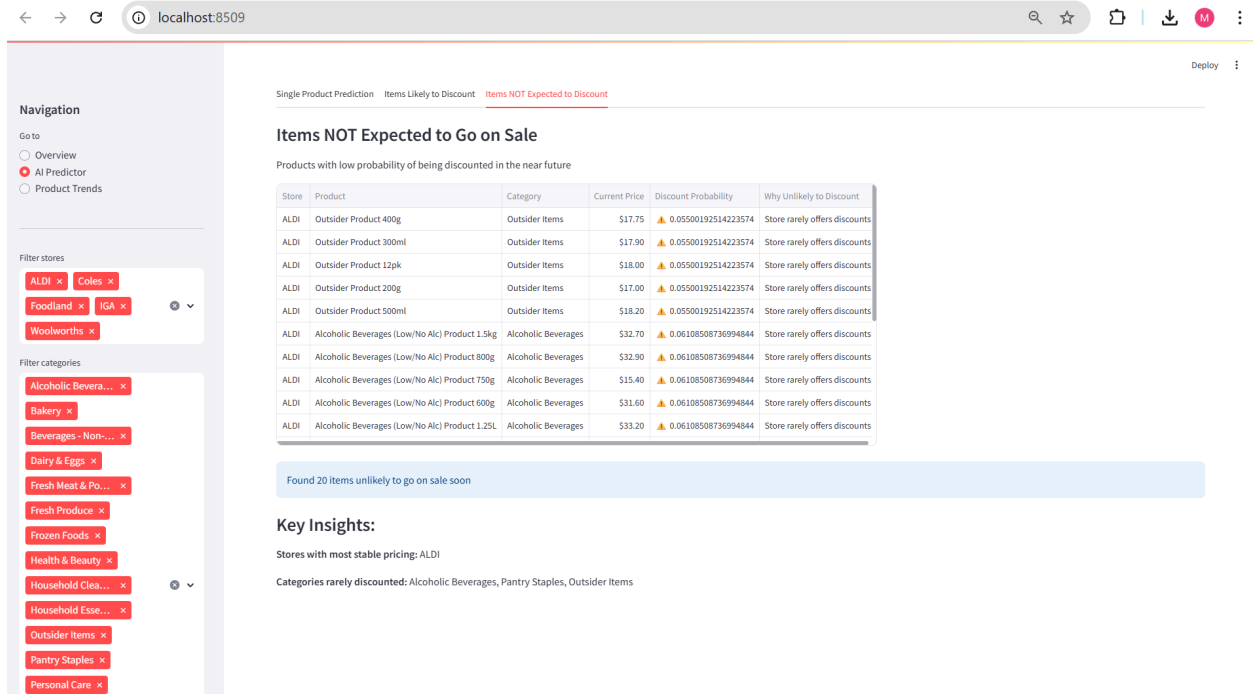 localhost:8509
M
Deploy
Navigation
Go to
Overview
AI Predictor
Product Trends
Filter stores
ALDI × Coles ×
Foodland × IGA ×
Woolworths ×
Filter categories
Alcoholic Bevera... ×
Bakery ×
Beverages - Non-... ×
Dairy & Eggs ×
Fresh Meat & Po... ×
Fresh Produce ×
Frozen Foods ×
Health & Beauty ×
Household Clea... ×
Household Esse... ×
Outsider Items ×
Pantry Staples ×
Personal Care ×
Single Product Prediction Items Likely to Discount Items NOT Expected to Discount
Items NOT Expected to Go on Sale
Products with low probability of being discounted in the near future
Store Product Category Current Price Discount Probability Why Unlikely to Discount
ALDI Outsider Product 400g Outsider Items $17.75 ⚠ 0.05500192514223574 Store rarely offers discounts
ALDI Outsider Product 300ml Outsider Items $17.90 ⚠ 0.05500192514223574 Store rarely offers discounts
ALDI Outsider Product 12pk Outsider Items $18.00 ⚠ 0.05500192514223574 Store rarely offers discounts
ALDI Outsider Product 200g Outsider Items $17.00 ⚠ 0.05500192514223574 Store rarely offers discounts
ALDI Outsider Product 500ml Outsider Items $18.20 ⚠ 0.05500192514223574 Store rarely offers discounts
ALDI Alcoholic Beverages (Low/No Alc) Product 1.5kg Alcoholic Beverages $32.70 ⚠ 0.06108508736994844 Store rarely offers discounts
ALDI Alcoholic Beverages (Low/No Alc) Product 800g Alcoholic Beverages $32.90 ⚠ 0.06108508736994844 Store rarely offers discounts
ALDI Alcoholic Beverages (Low/No Alc) Product 750g Alcoholic Beverages $15.40 ⚠ 0.06108508736994844 Store rarely offers discounts
ALDI Alcoholic Beverages (Low/No Alc) Product 600g Alcoholic Beverages $31.60 ⚠ 0.06108508736994844 Store rarely offers discounts
ALDI Alcoholic Beverages (Low/No Alc) Product 1.25L Alcoholic Beverages $33.20 ⚠ 0.06108508736994844 Store rarely offers discounts
Found 20 items unlikely to go on sale soon
Key Insights:
Stores with most stable pricing: ALDI
Categories rarely discounted: Alcoholic Beverages, Pantry Staples, Outsider Items